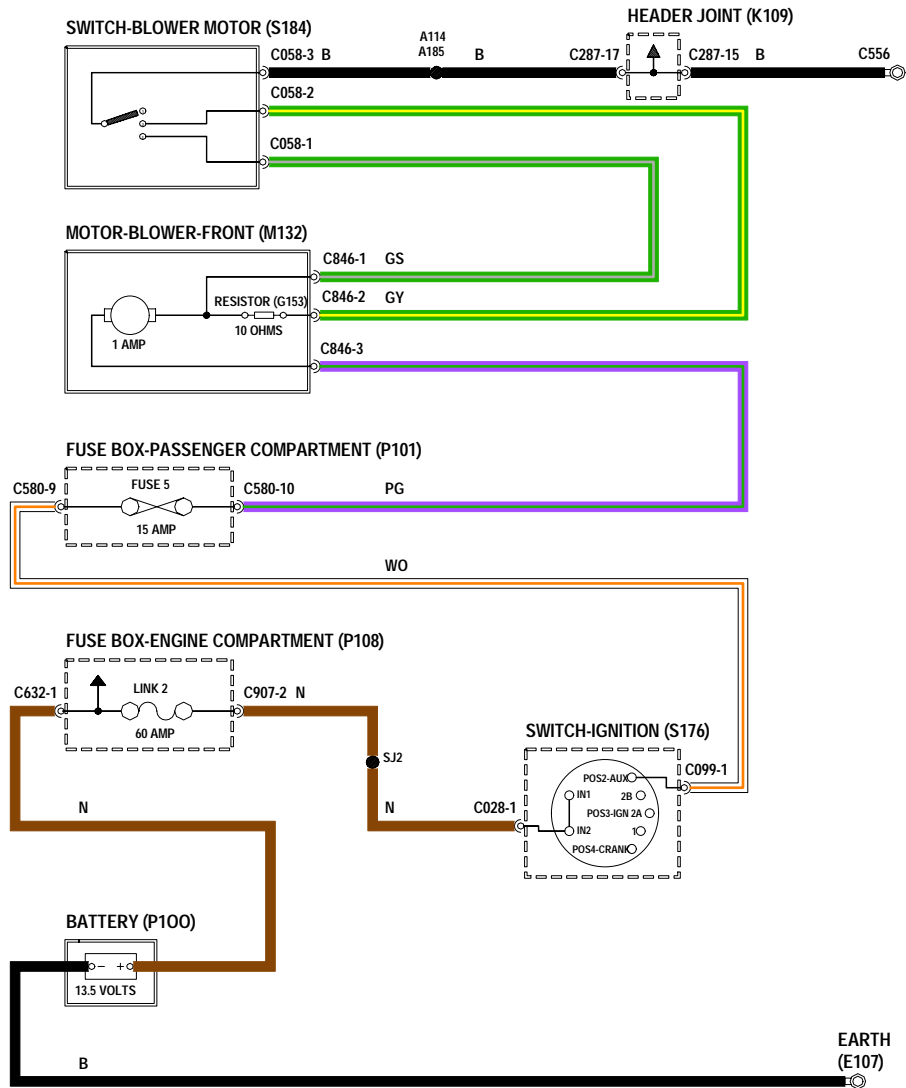 SWITCH-BLOWER MOTOR (S184)
HEADER JOINT (K109)
C058-3 B
A114
A185
B
C287-17
C287-15 B
C556
C058-2
C058-1
MOTOR-BLOWER-FRONT (M132)
C846-1 GS
RESISTOR (G153)
C846-2 GY
1 AMP
10 OHMS
C846-3
FUSE BOX-PASSENGER COMPARTMENT (P101)
C580-9
FUSE 5
C580-10
PG
15 AMP
WO
FUSE BOX-ENGINE COMPARTMENT (P108)
C632-1
LINK 2
C907-2 N
60 AMP
SWITCH-IGNITION (S176)
SJ2
C099-1
POS2-AUX
IN1
2B
N
N
C028-1
POS3-IGN 2A
IN2
1
POS4-CRANK
BATTERY (P1OO)
- +
13.5 VOLTS
EARTH
(E107)
B